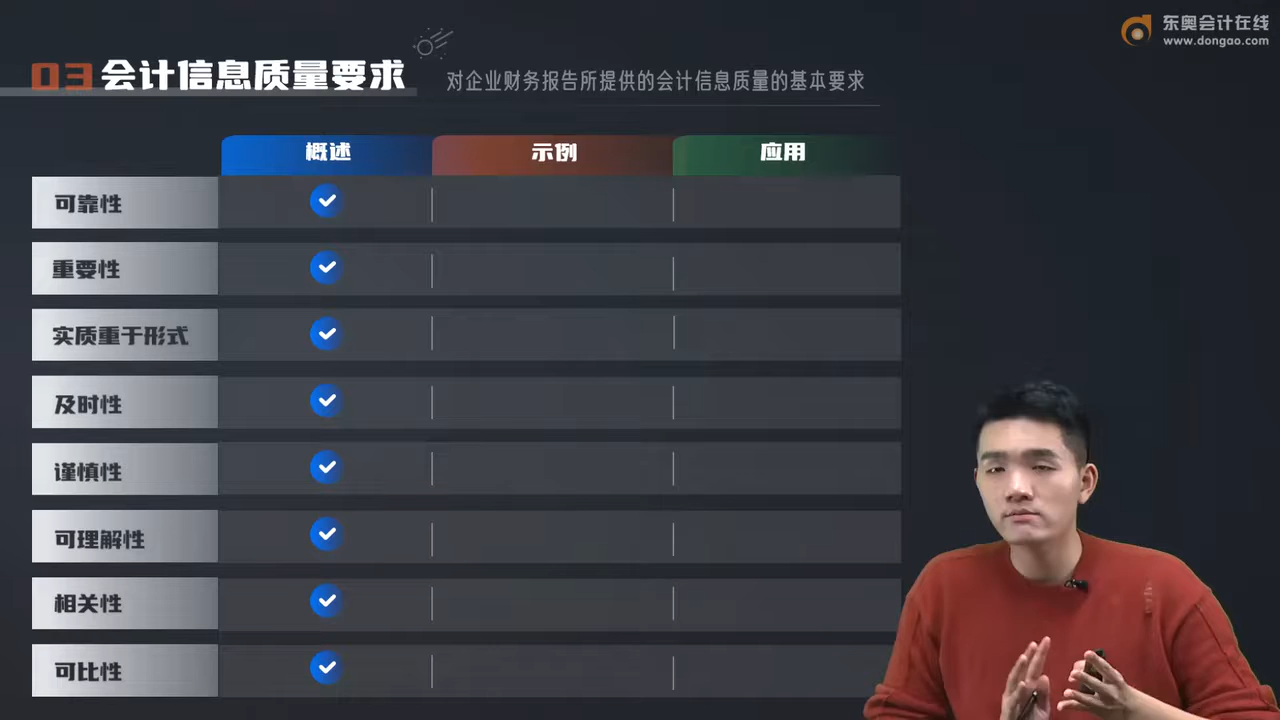 东奥会计在线
www.dongao.com
03 会计信息质量要求
对企业财务报告所提供的会计信息质量的基本要求
概述 示例 应用
可靠性
重要性
实质重于形式
及时性
谨慎性
可理解性
相关性
可比性